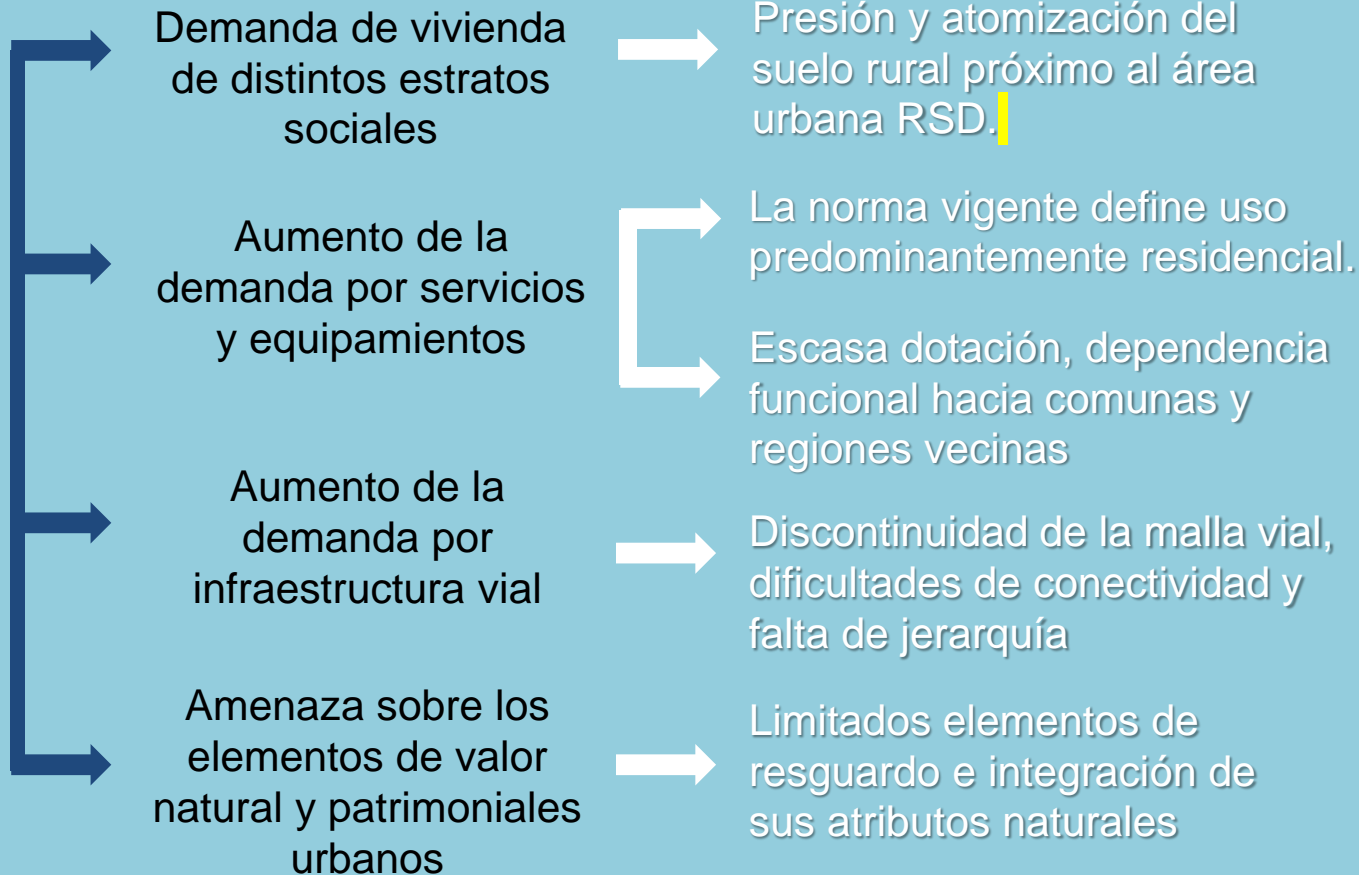 Demanda de vivienda
de distintos estratos
sociales
Presión y atomización del
suelo rural próximo al área
urbana RSD.
Aumento de la
demanda por servicios
y equipamientos
La norma vigente define uso
predominantemente residencial.
Escasa dotación, dependencia
funcional hacia comunas y
regiones vecinas
Aumento de la
demanda por
infraestructura vial
Discontinuidad de la malla vial,
dificultades de conectividad y
falta de jerarquía
Amenaza sobre los
elementos de valor
natural y patrimoniales
urbanos
Limitados elementos de
resguardo e integración de
sus atributos naturales